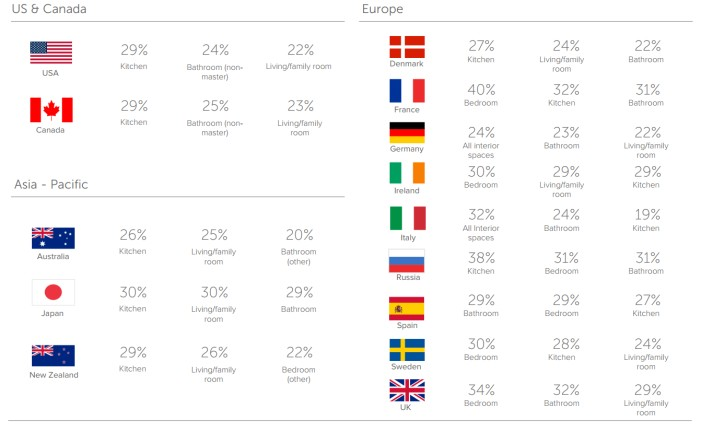 US & Canada
29% 24% 22%
USA Kitchen Bathroom (non-master) Living/family room
29% 25% 23%
Canada Kitchen Bathroom (non-master) Living/family room
Asia - Pacific
26% 25% 20%
Australia Kitchen Living/family room Bathroom (other)
30% 30% 29%
Japan Kitchen Living/family room Bathroom
29% 26% 22%
New Zealand Kitchen Living/family room Bedroom (other)
Europe
27% 24% 22%
Denmark Kitchen Living/family room Bathroom
40% 32% 31%
France Bedroom Kitchen Bathroom
24% 23% 22%
Germany All interior spaces Bathroom Living/family room
30% 29% 29%
Ireland Bedroom Living/family room Kitchen
32% 24% 19%
Italy All Interior spaces Bathroom Kitchen
38% 31% 31%
Russia Kitchen Bedroom Bathroom
29% 29% 27%
Spain Bathroom Bedroom Kitchen
30% 28% 24%
Sweden Bedroom Kitchen Living/family room
34% 32% 29%
UK Bedroom Bathroom Living/family room